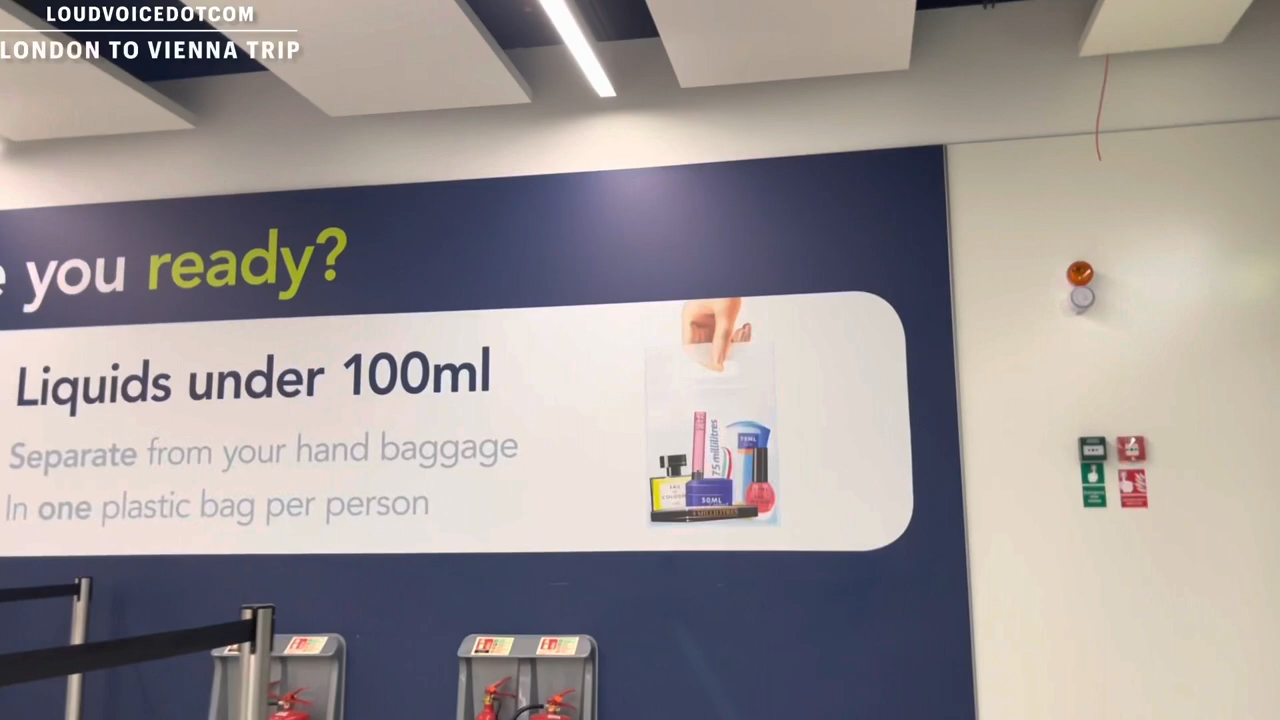 LOUDVOICEDOTCOM
LONDON TO VIENNA TRIP
you ready?
Liquids under 100ml
Separate from your hand baggage
In one plastic bag per person
75 millilitres
75ML
50ML